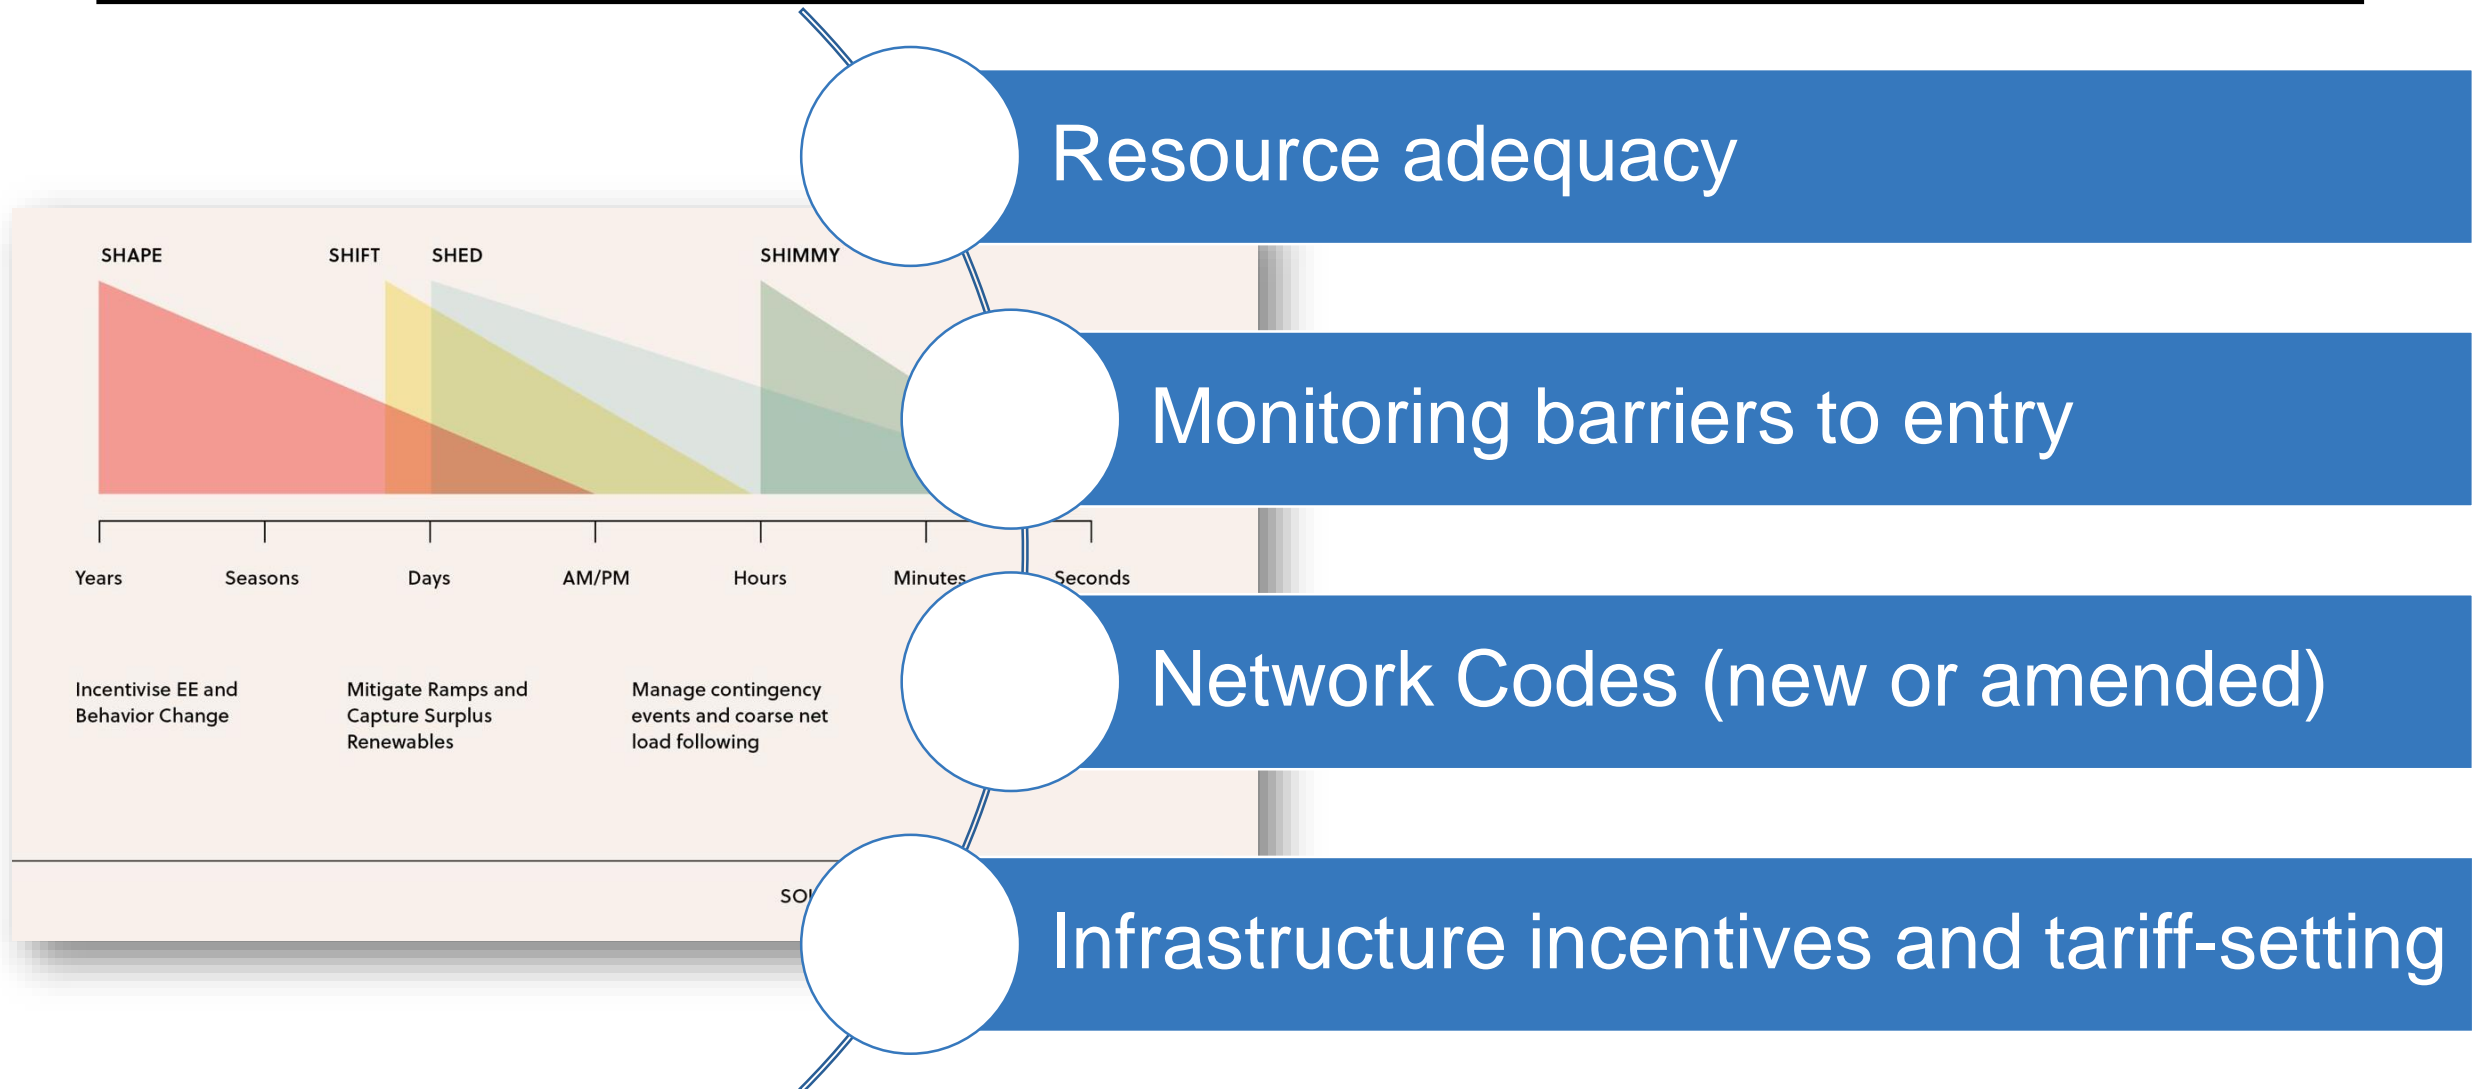 SHAPE SHIFT SHED SHIMMY
Years Seasons Days AM/PM Hours Minutes Seconds
Incentivise EE and
Behavior Change
Mitigate Ramps and
Capture Surplus
Renewables
Manage contingency
events and coarse net
load following
Resource adequacy
Monitoring barriers to entry
Network Codes (new or amended)
Infrastructure incentives and tariff-setting